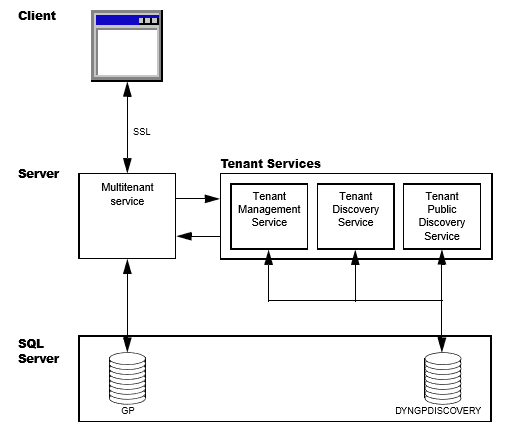 Client
SSL
Server
Multitenant
service
Tenant Services
Tenant
Management
Service
Tenant
Discovery
Service
Tenant
Public
Discovery
Service
SQL
Server
GP
DYNGPDISCOVERY